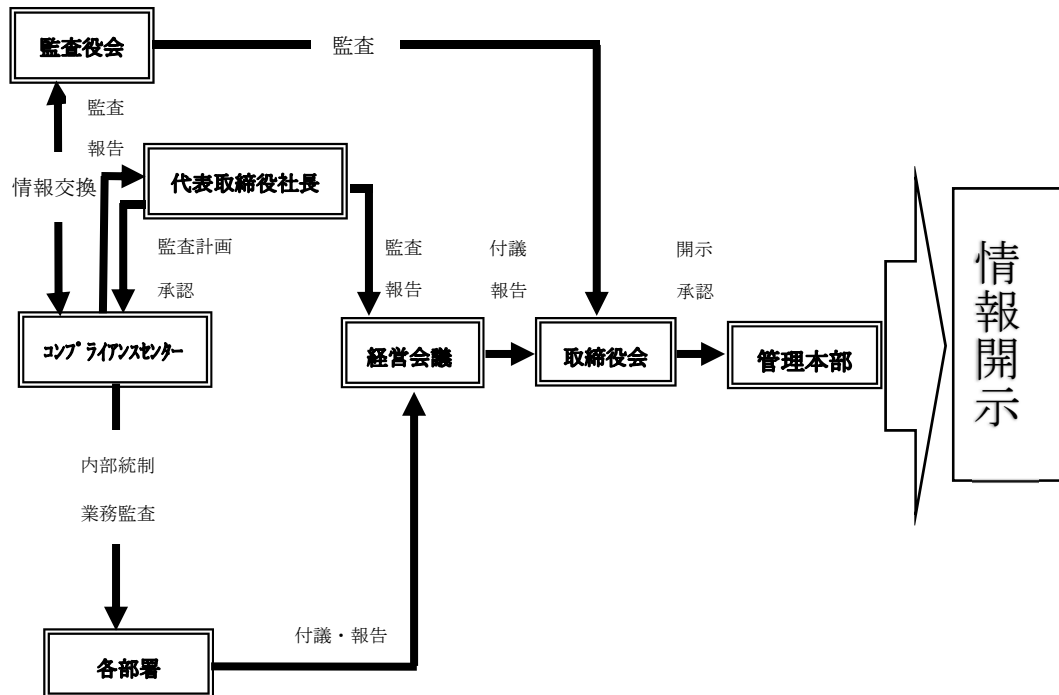 監査役会
監査
監査
報告
情報交換
代表取締役社長
監査計画
承認
監査
報告
付議
報告
開示
承認
コンプライアンスセンター
経営会議
取締役会
管理本部
情報開示
内部統制
業務監査
各部署
付議・報告